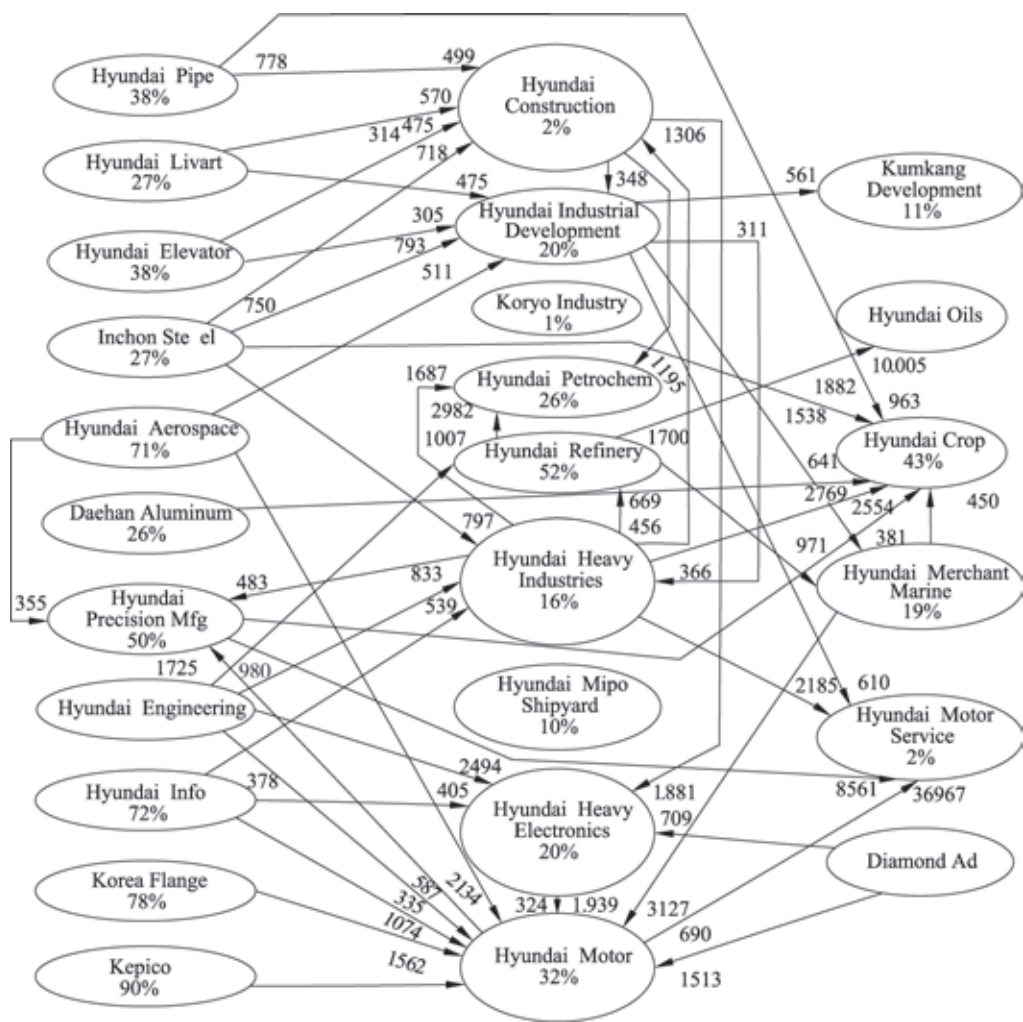 778
499
Hyundai Pipe
38%
Hyundai
Construction
2%
570
314
475
718
1306
Hyundai Livart
27%
475
348
561
Kumkang
Development
11%
Hyundai Industrial
Development
20%
305
793
511
311
Hyundai Elevator
38%
750
Koryo Industry
1%
Hyundai Oils
Inchon Ste el
27%
10.005
1687
Hyundai Petrochem
26%
1195
1882
963
2982
1538
Hyundai Aerospace
71%
1007
Hyundai Refinery
52%
1700
641
Hyundai Crop
43%
Daehan Aluminum
26%
797
669
456
2769
2554
450
Hyundai Heavy
Industries
16%
971
381
483
833
539
366
Hyundai Merchant
Marine
19%
355
Hyundai
Precision Mfg
50%
1725
980
Hyundai Mipo
Shipyard
10%
2185
610
Hyundai Engineering
Hyundai Motor
Service
2%
2494
378
405
Hyundai Info
72%
Hyundai Heavy
Electronics
20%
1.881
709
8561
36967
Diamond Ad
Korea Flange
78%
587
2134
335
1074
324
1.939
3127
690
1562
Hyundai Motor
32%
1513
Kepico
90%